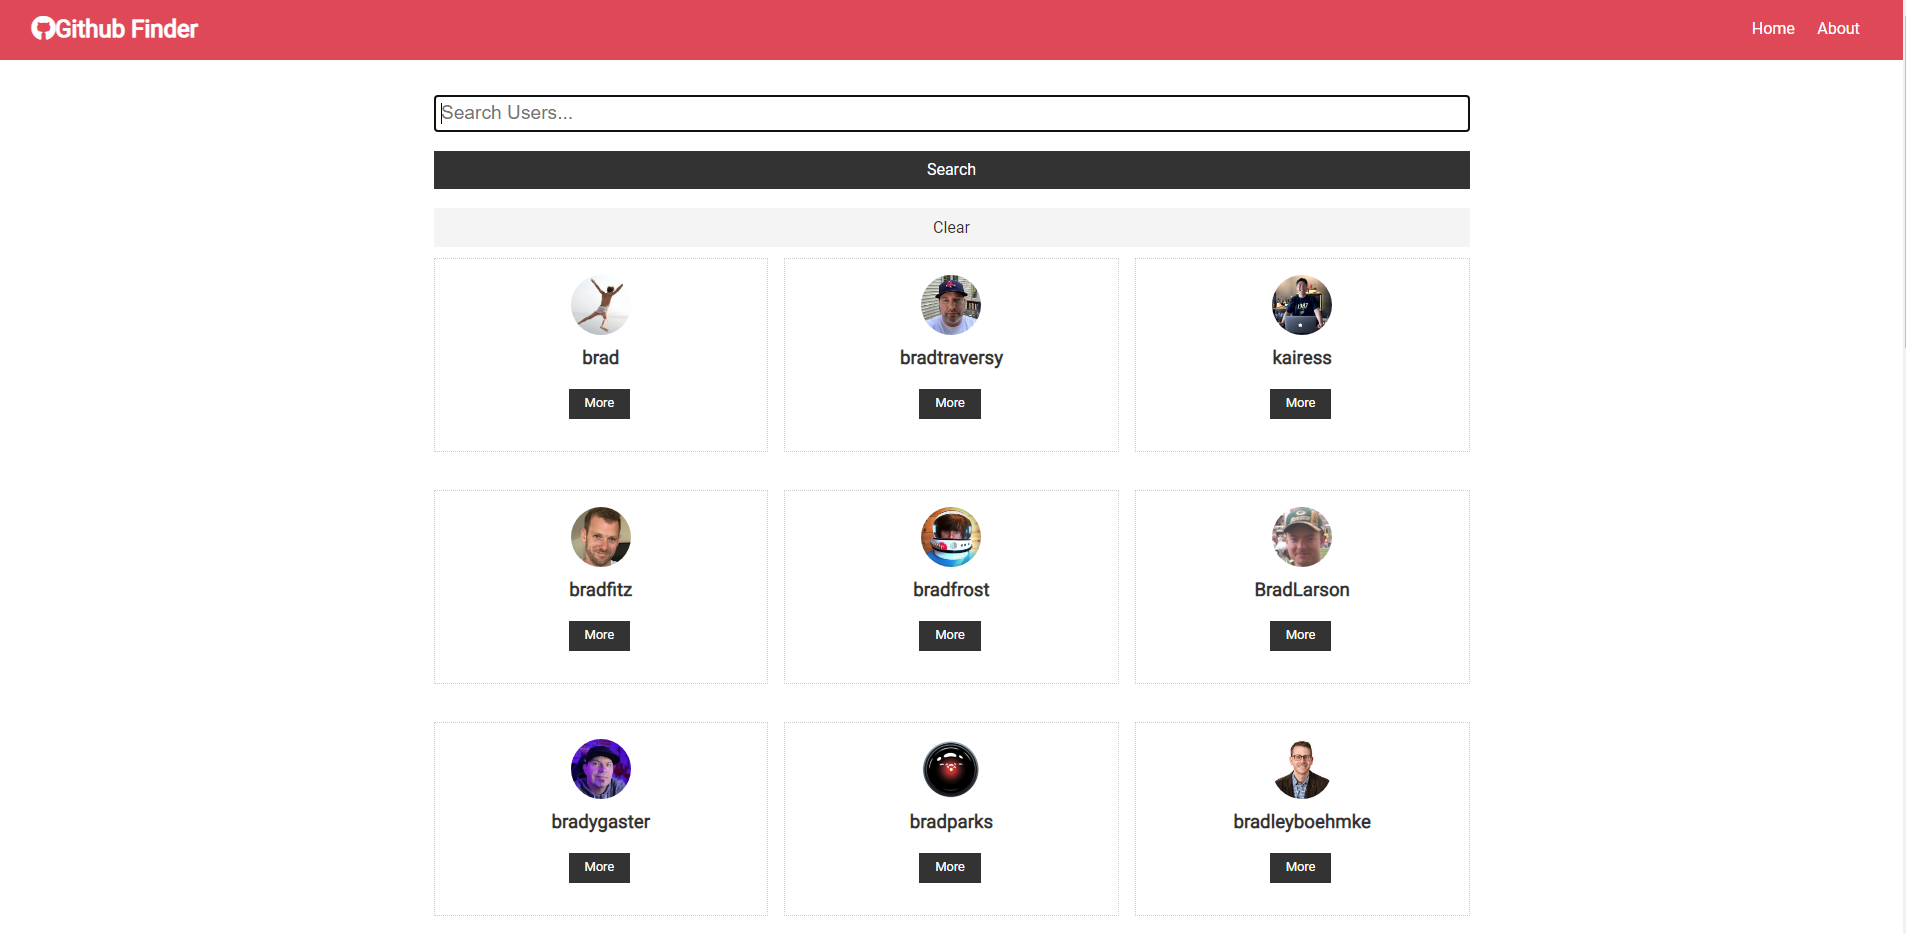 Github Finder
Home About
Search Users...
Search
Clear
brad bradtraversy kairess
More More More
bradfitz bradfrost BradLarson
More More More
bradygaster bradparks bradleyboehmke
More More More